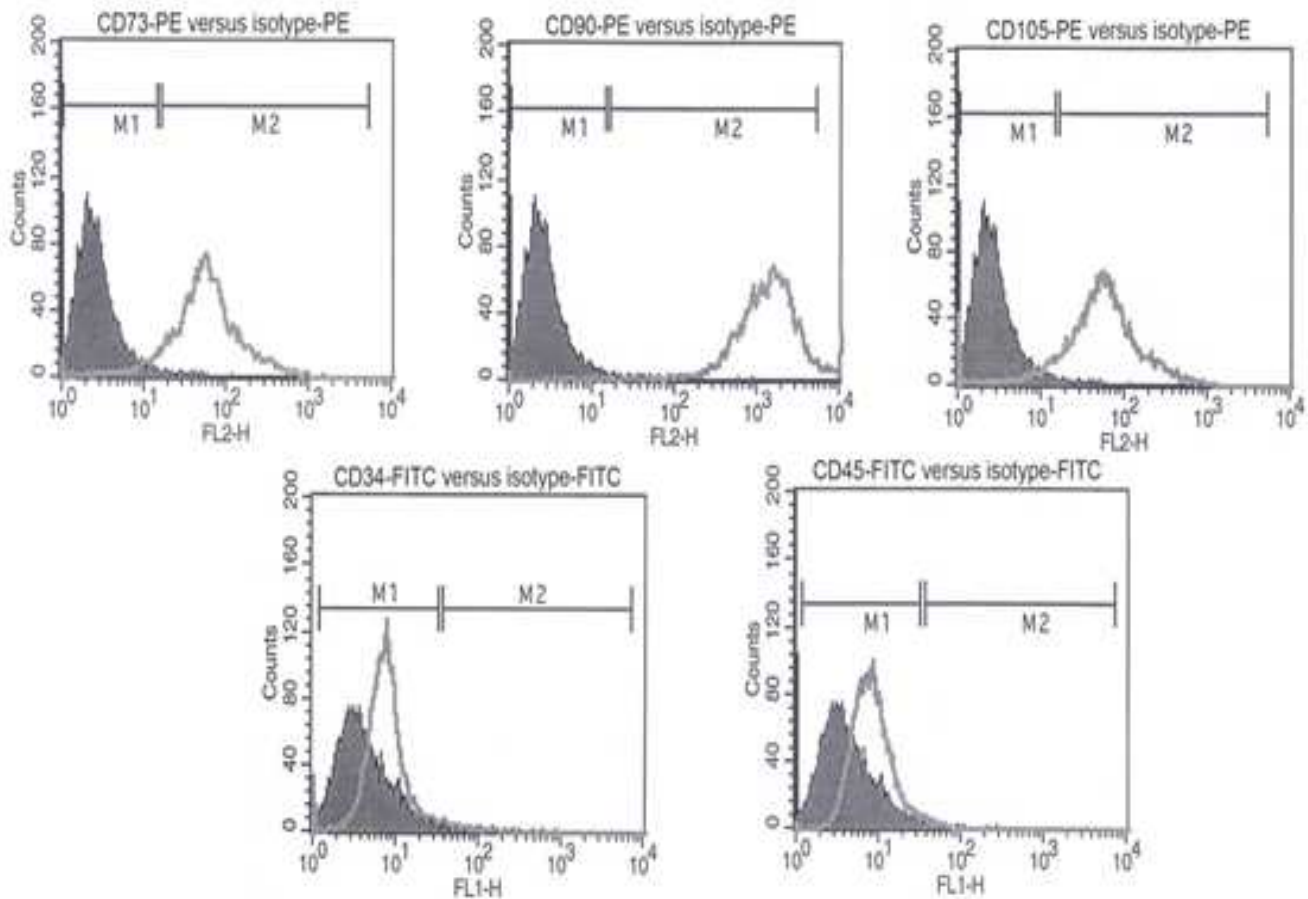 CD73-PE versus isotype-PE
200
160
120
80
40
0
Counts
M1 M2
10^0 10^1 10^2 10^3 10^4
FL2-H
CD90-PE versus isotype-PE
200
160
120
80
40
0
Counts
M1 M2
10^0 10^1 10^2 10^3 10^4
FL2-H
CD105-PE versus isotype-PE
200
160
120
80
40
0
Counts
M1 M2
10^0 10^1 10^2 10^3 10^4
FL2-H
CD34-FITC versus isotype-FITC
200
160
120
80
40
0
Counts
M1 M2
10^0 10^1 10^2 10^3 10^4
FL1-H
CD45-FITC versus isotype-FITC
200
160
120
80
40
0
Counts
M1 M2
10^0 10^1 10^2 10^3 10^4
FL1-H